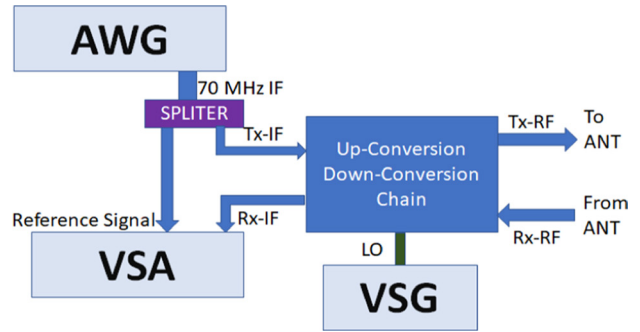 AWG
70 MHz IF
SPLITER
Tx-IF
Up-Conversion
Down-Conversion
Chain
Tx-RF
To
ANT
From
ANT
Rx-RF
Reference Signal
Rx-IF
LO
VSA
VSG